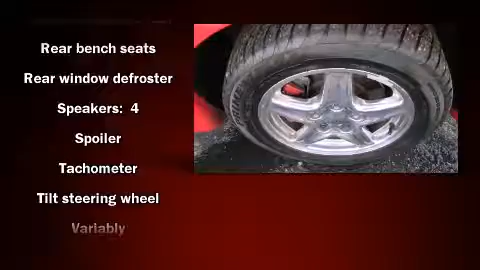 Rear bench seats
Rear window defroster
Speakers: 4
Spoiler
Tachometer
Tilt steering wheel
Variably